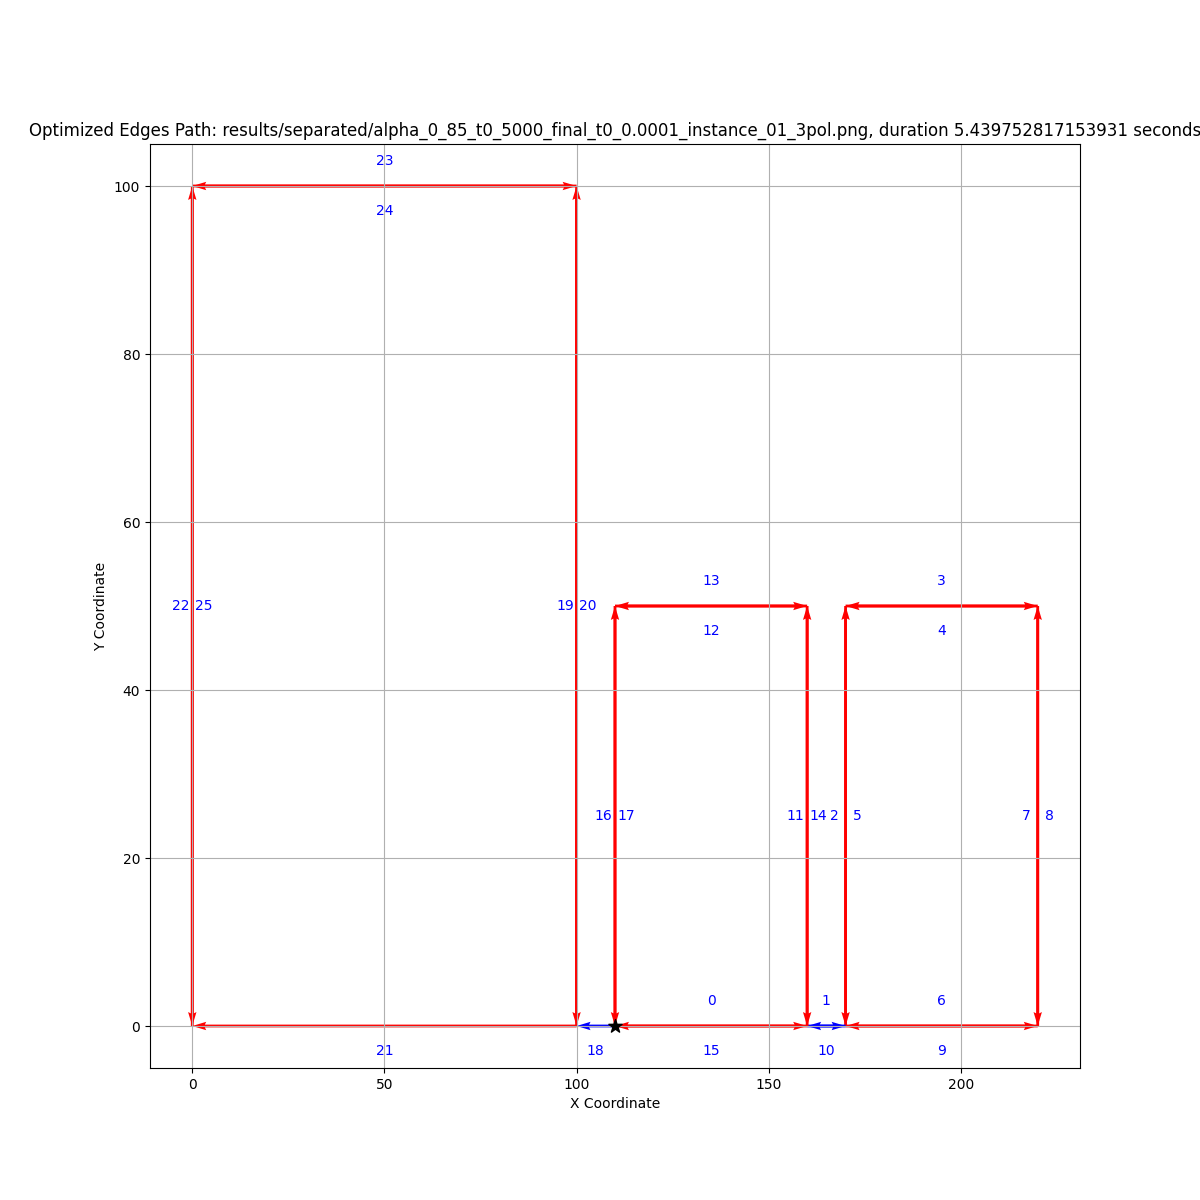 Optimized Edges Path: results/separated/alpha_0_85_t0_5000_final_t0_0.0001_instance_01_3pol.png, duration 5.439752817153931 seconds
23
100
24
80
60
22 25 19 20
13 3
12 4
Y Coordinate
40
16 17 11 14 2 5 7 8
20
0 1 6
0
21 18 15 10 9
0 50 100 150 200
X Coordinate